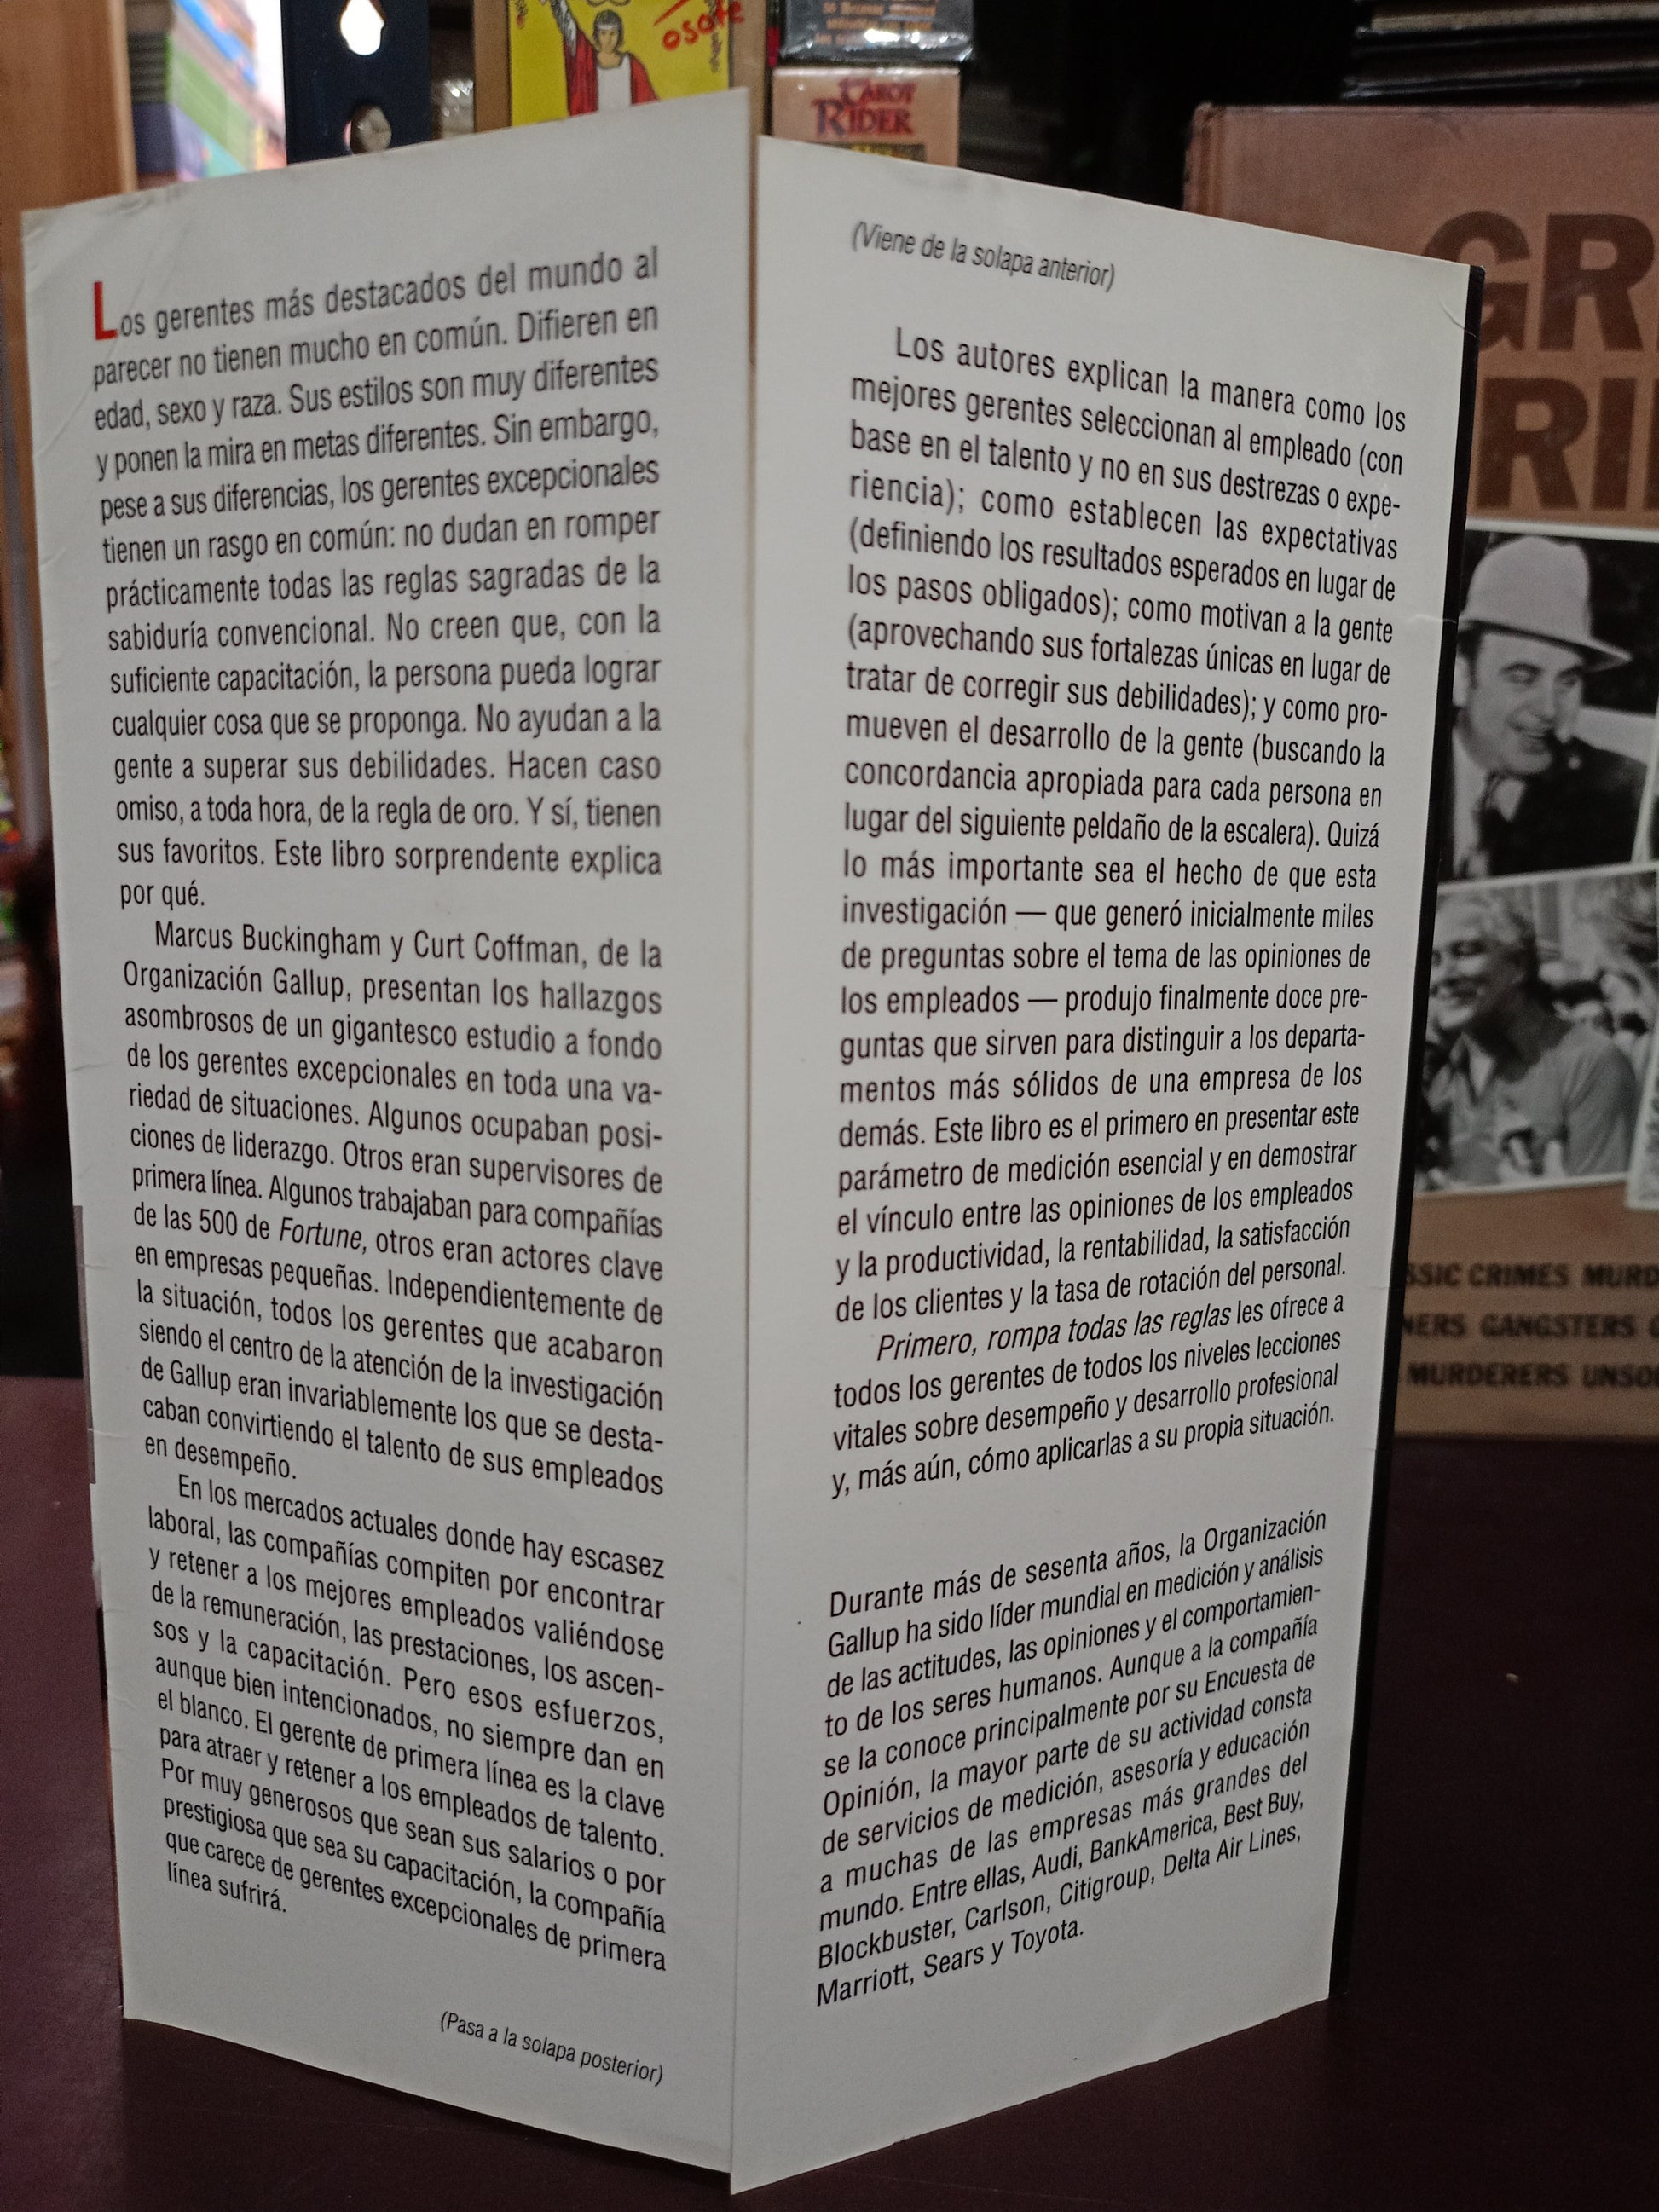 osote
TAROT
RIDER
Los gerentes más destacados del mundo al
parecer no tienen mucho en común. Difieren en
edad, sexo y raza. Sus estilos son muy diferentes
y ponen la mira en metas diferentes. Sin embargo,
pese a sus diferencias, los gerentes excepcionales
tienen un rasgo en común: no dudan en romper
prácticamente todas las reglas sagradas de la
sabiduría convencional. No creen que, con la
suficiente capacitación, la persona pueda lograr
cualquier cosa que se proponga. No ayudan a la
gente a superar sus debilidades. Hacen caso
omiso, a toda hora, de la regla de oro. Y sí, tienen
sus favoritos. Este libro sorprendente explica
por qué.
Marcus Buckingham y Curt Coffman, de la
Organización Gallup, presentan los hallazgos
asombrosos de un gigantesco estudio a fondo
de los gerentes excepcionales en toda una va-
riedad de situaciones. Algunos ocupaban posi-
ciones de liderazgo. Otros eran supervisores de
primera línea. Algunos trabajaban para compañías
de las 500 de Fortune, otros eran actores clave
en empresas pequeñas. Independientemente de
la situación, todos los gerentes que acabaron
siendo el centro de la atención de la investigación
de Gallup eran invariablemente los que se desta-
caban convirtiendo el talento de sus empleados
en desempeño.
En los mercados actuales donde hay escasez
laboral, las compañías compiten por encontrar
y retener a los mejores empleados valiéndose
de la remuneración, las prestaciones, los ascen-
sos y la capacitación. Pero esos esfuerzos,
aunque bien intencionados, no siempre dan en
el blanco. El gerente de primera línea es la clave
para atraer y retener a los empleados de talento.
Por muy generosos que sean sus salarios o por
prestigiosa que sea su capacitación, la compañía
que carece de gerentes excepcionales de primera
línea sufrirá.
(Pasa a la solapa posterior)
(Viene de la solapa anterior)
Los autores explican la manera como los
mejores gerentes seleccionan al empleado (con
base en el talento y no en sus destrezas o expe-
riencia); como establecen las expectativas
(definiendo los resultados esperados en lugar de
los pasos obligados); como motivan a la gente
(aprovechando sus fortalezas únicas en lugar de
tratar de corregir sus debilidades); y como pro-
mueven el desarrollo de la gente (buscando la
concordancia apropiada para cada persona en
lugar del siguiente peldaño de la escalera). Quizá
lo más importante sea el hecho de que esta
investigación — que generó inicialmente miles
de preguntas sobre el tema de las opiniones de
los empleados — produjo finalmente doce pre-
guntas que sirven para distinguir a los departa-
mentos más sólidos de una empresa de los
demás. Este libro es el primero en presentar este
parámetro de medición esencial y en demostrar
el vínculo entre las opiniones de los empleados
y la productividad, la rentabilidad, la satisfacción
de los clientes y la tasa de rotación del personal.
Primero, rompa todas las reglas les ofrece a
todos los gerentes de todos los niveles lecciones
vitales sobre desempeño y desarrollo profesional
y, más aún, cómo aplicarlas a su propia situación.
Durante más de sesenta años, la Organización
Gallup ha sido líder mundial en medición y análisis
de las actitudes, las opiniones y el comportamien-
to de los seres humanos. Aunque a la compañía
se la conoce principalmente por su Encuesta de
Opinión, la mayor parte de su actividad consta
de servicios de medición, asesoría y educación
a muchas de las empresas más grandes del
mundo. Entre ellas, Audi, BankAmerica, Best Buy,
Blockbuster, Carlson, Citigroup, Delta Air Lines,
Marriott, Sears y Toyota.
GR
RI
SSIC CRIMES MURD
NERS GANGSTERS
MURDERERS UNSO